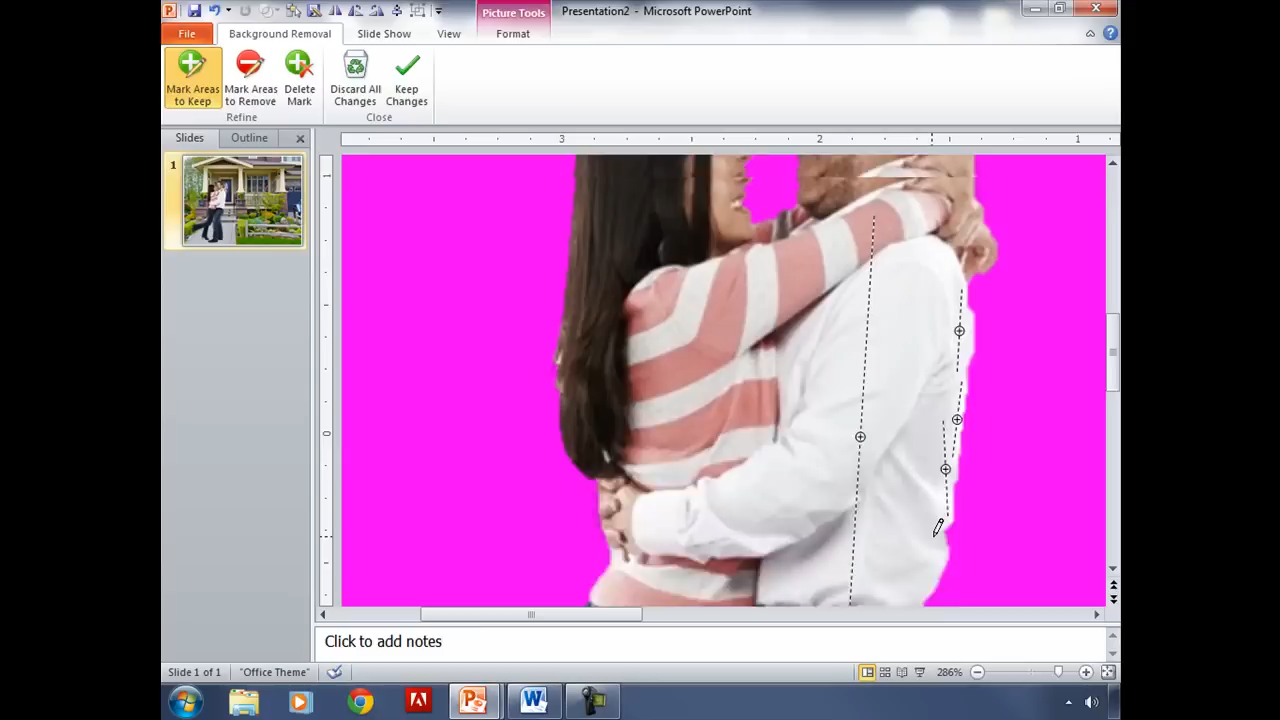 Picture Tools
Presentation2 - Microsoft PowerPoint
File
Background Removal
Slide Show
View
Format
Mark Areas to Keep
Mark Areas to Remove
Delete Mark
Discard All Changes
Keep Changes
Refine
Close
Slides
Outline
3
2
1
1
1
0
Click to add notes
Slide 1 of 1
"Office Theme"
286%